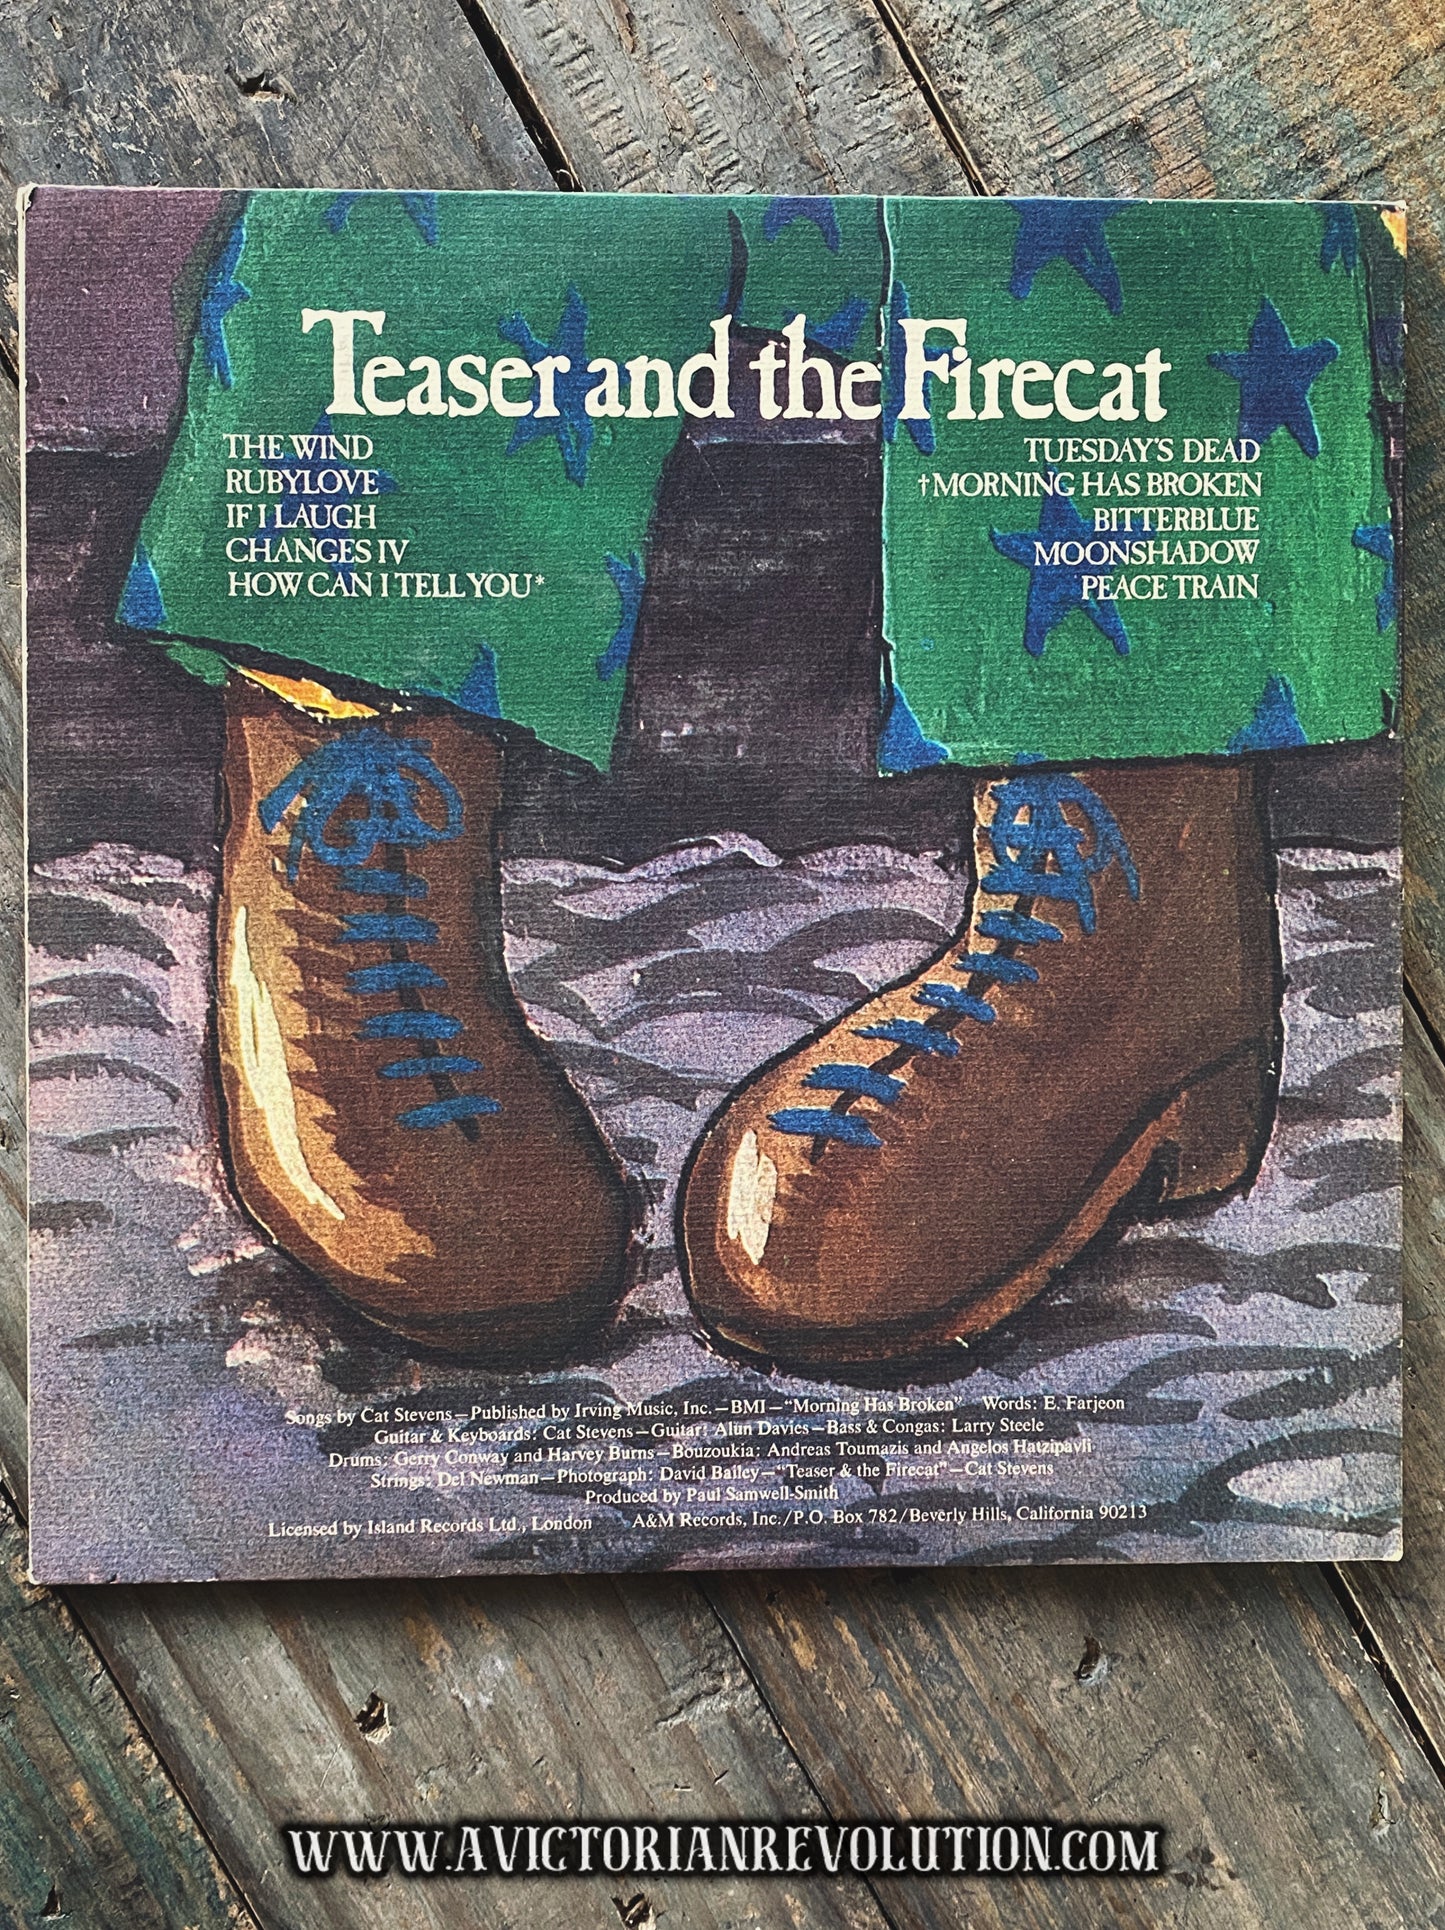 Teaser and the Firecat
THE WIND
RUBYLOVE
IF I LAUGH
CHANGES IV
HOW CAN I TELL YOU*
TUESDAY'S DEAD
†MORNING HAS BROKEN
BITTERBLUE
MOONSHADOW
PEACE TRAIN
Songs by Cat Stevens—Published by Irving Music, Inc.—BMI—"Morning Has Broken" Words: E. Farjeon
Guitar & Keyboards: Cat Stevens—Guitar: Alun Davies—Bass & Congas: Larry Steele
Drums: Gerry Conway and Harvey Burns—Bouzoukia: Andreas Toumazis and Angelos Hatzipavli
Strings: Del Newman—Photograph: David Bailey—"Teaser & the Firecat"—Cat Stevens
Produced by Paul Samwell-Smith
Licensed by Island Records Ltd., London A&M Records, Inc./P.O. Box 782/Beverly Hills, California 90213
WWW.AVICTORIANREVOLUTION.COM